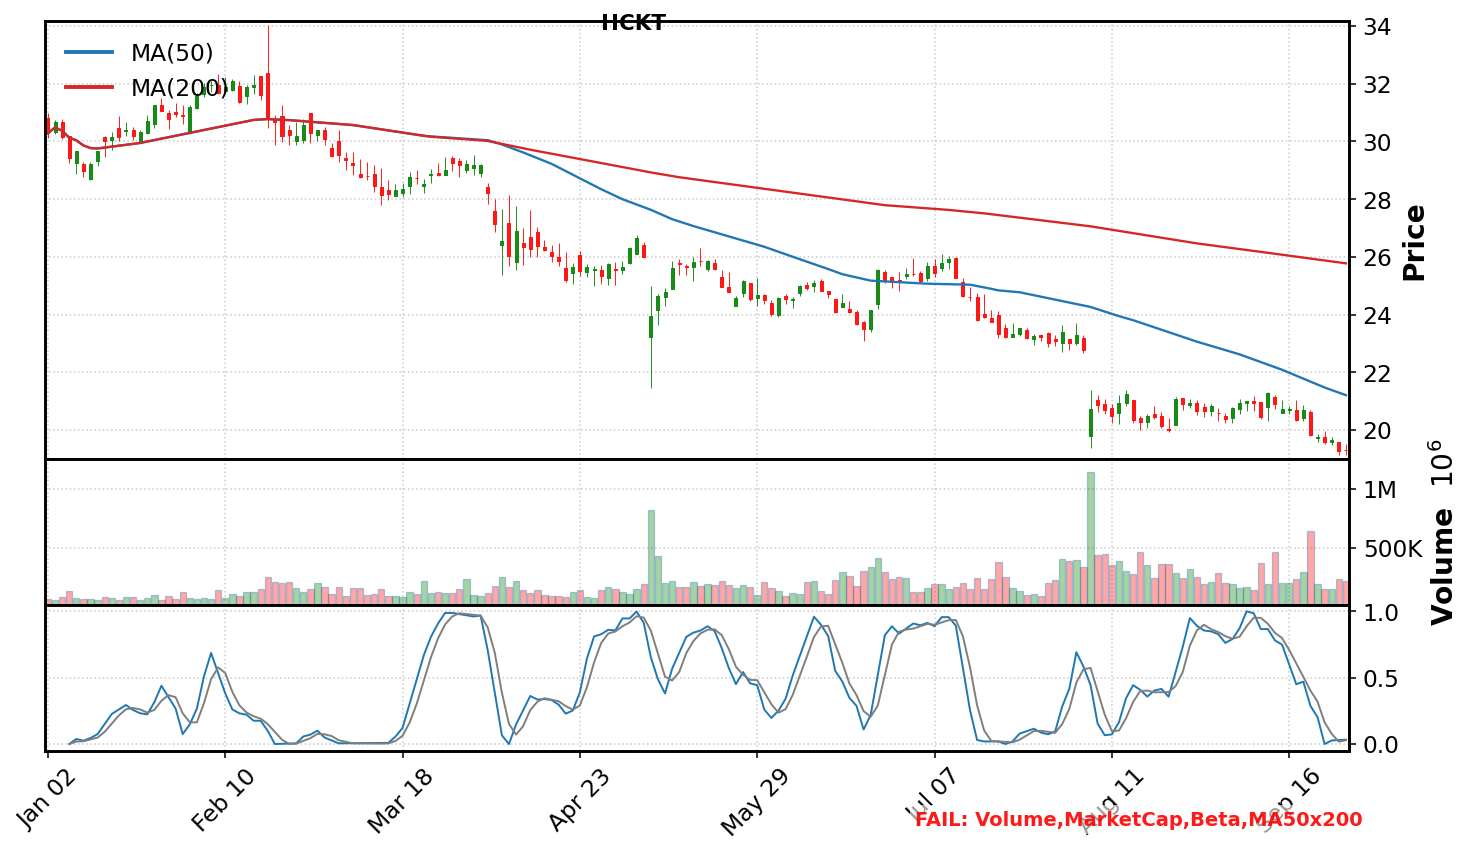 HCKT
MA(50)
MA(200)
34
32
30
28
26
24
22
20
Price
1M
500K
Volume 10^6
1.0
0.5
0.0
Jan 02
Feb 10
Mar 18
Apr 23
May 29
Jul 07
Aug 11
Sep 16
FAIL: Volume,MarketCap,Beta,MA50x200